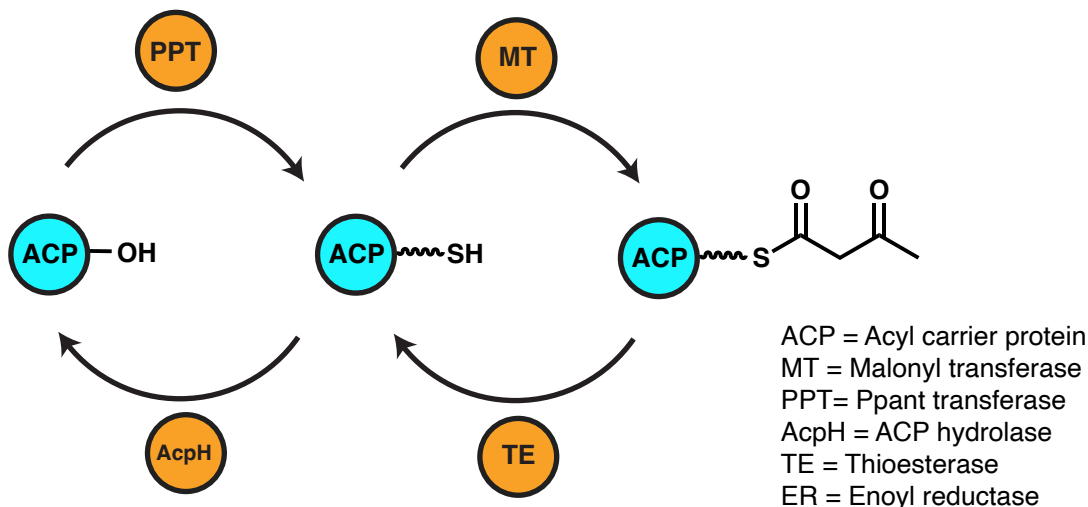 PPT
MT
O O
ACP OH
ACP SH
ACP S
AcpH
TE
ACP = Acyl carrier protein
MT = Malonyl transferase
PPT= Ppant transferase
AcpH = ACP hydrolase
TE = Thioesterase
ER = Enoyl reductase